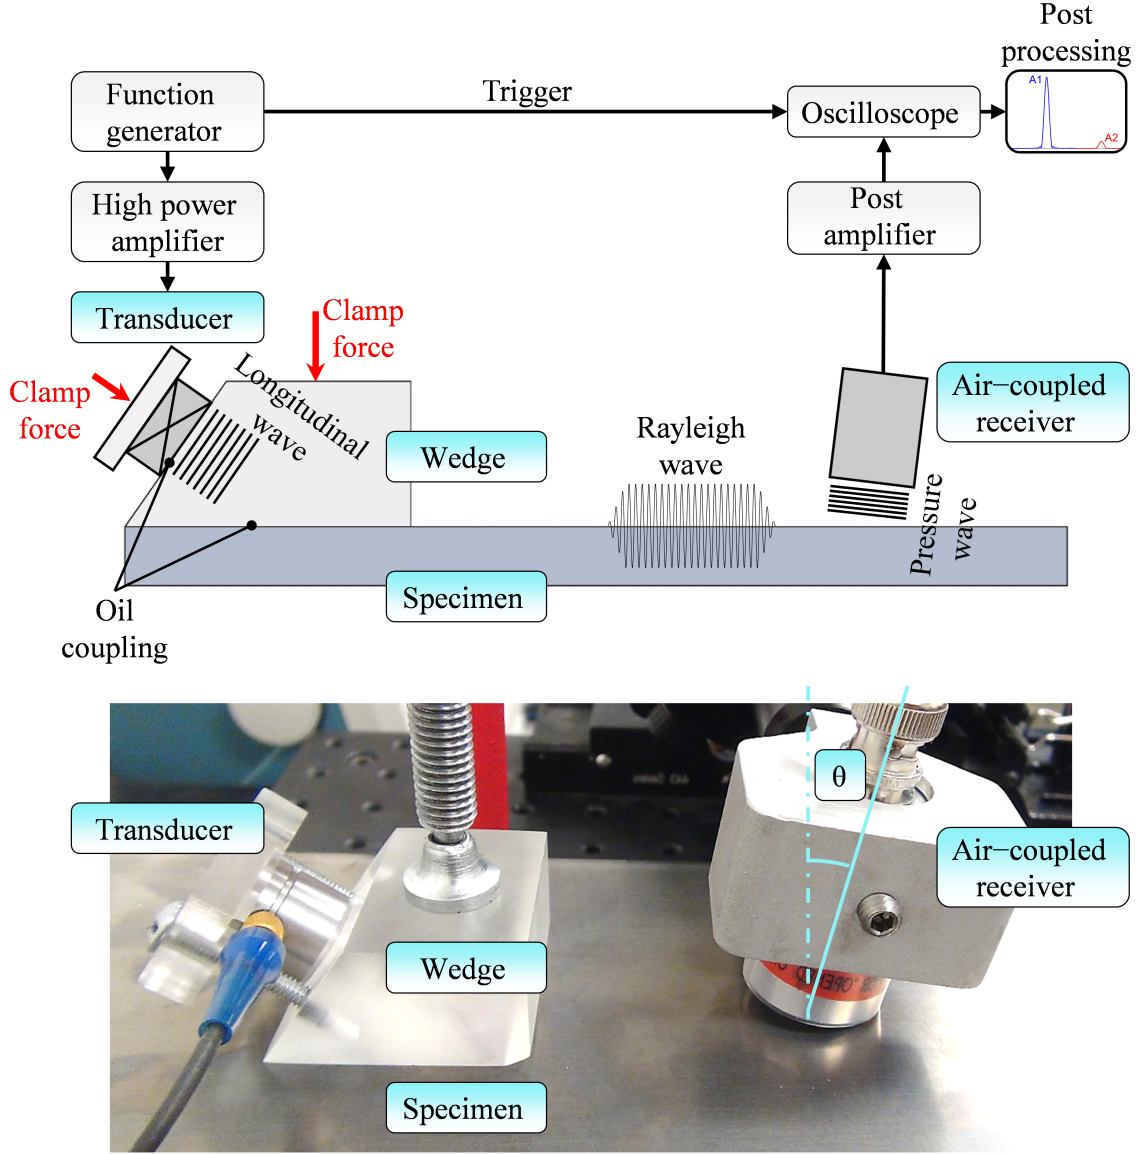 Post
processing
A1
A2
Function
generator
Trigger
Oscilloscope
High power
amplifier
Post
amplifier
Transducer
Clamp
force
Clamp
force
Longitudinal
wave
Wedge
Rayleigh
wave
Air−coupled
receiver
Pressure
wave
Specimen
Oil
coupling
θ
Transducer
Air−coupled
receiver
Wedge
Specimen